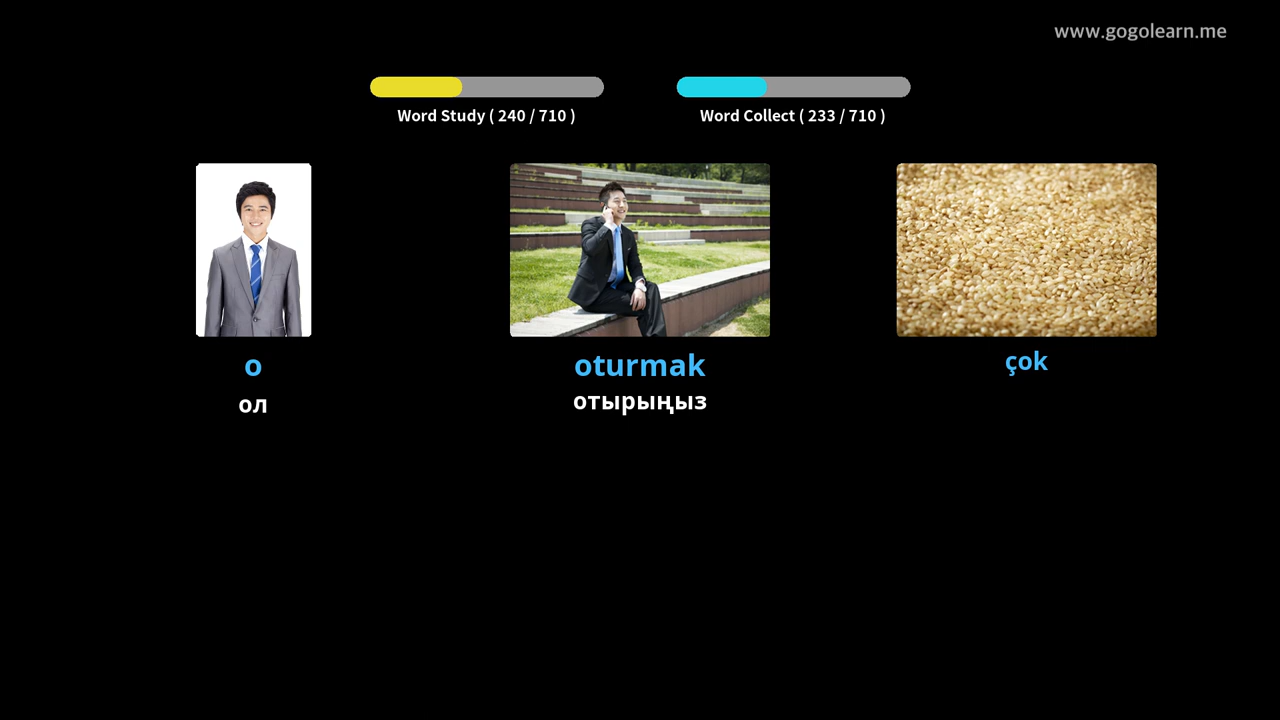 www.gogolearn.me
Word Study ( 240 / 710 )
Word Collect ( 233 / 710 )
o
ол
oturmak
отырыңыз
çok